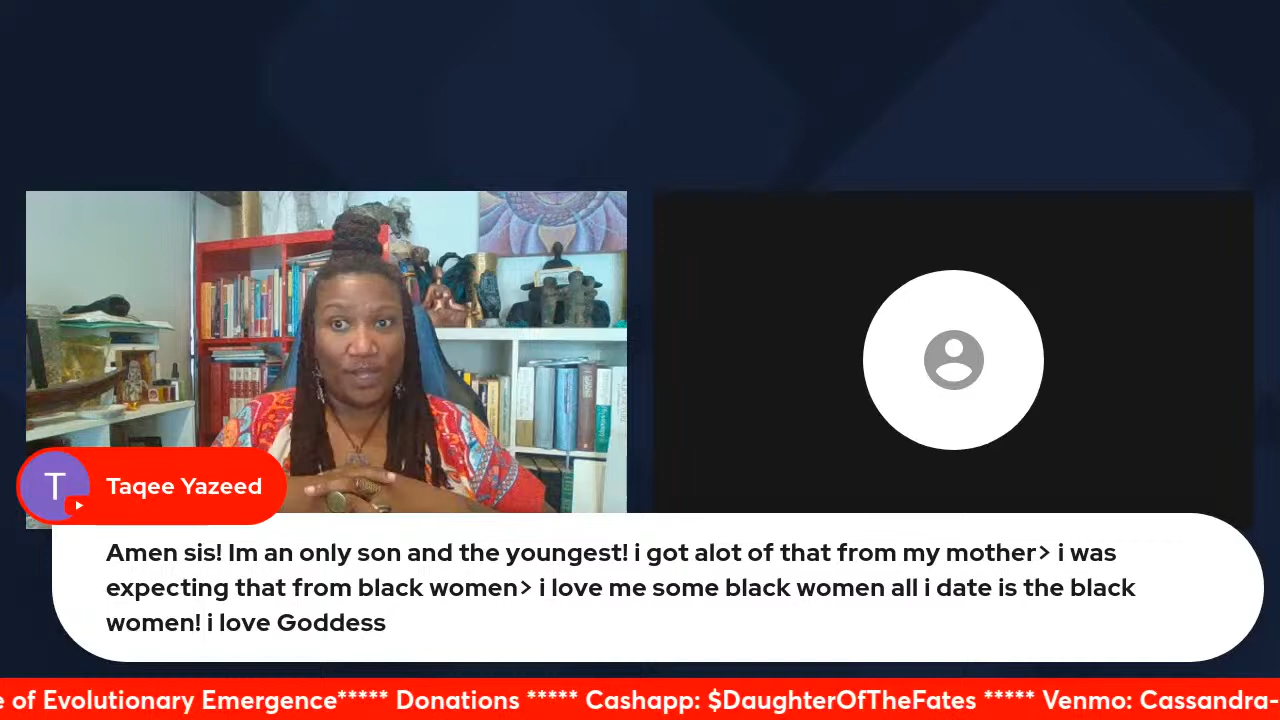 T
Taqee Yazeed
Amen sis! Im an only son and the youngest! i got alot of that from my mother> i was
expecting that from black women> i love me some black women all i date is the black
women! i love Goddess
e of Evolutionary Emergence***** Donations ***** Cashapp: $DaughterOfTheFates ***** Venmo: Cassandra-